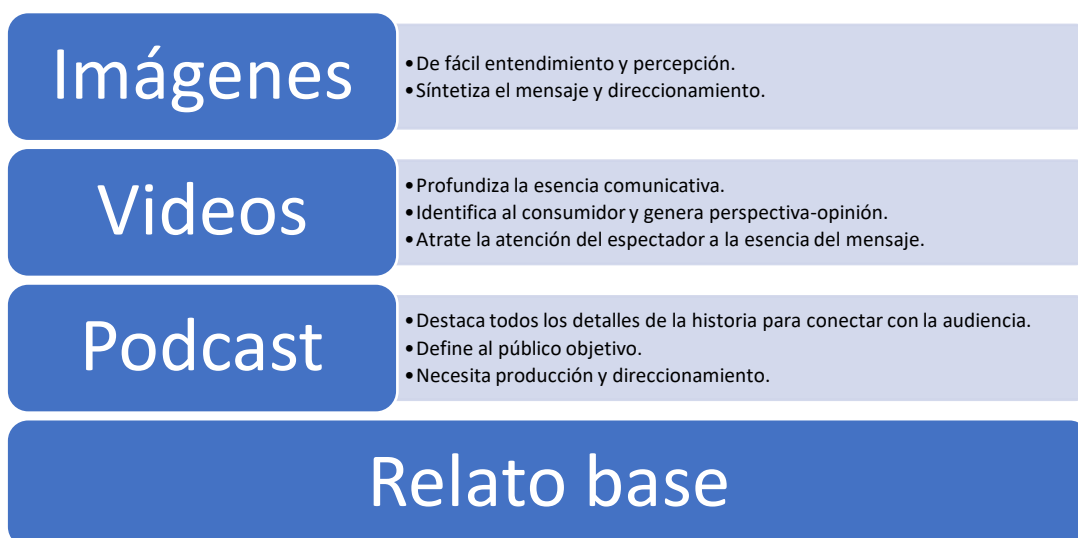 Imágenes
•De fácil entendimiento y percepción.
•Síntetiza el mensaje y direccionamiento.
Videos
•Profundiza la esencia comunicativa.
•Identifica al consumidor y genera perspectiva-opinión.
•Atrate la atención del espectador a la esencia del mensaje.
Podcast
•Destaca todos los detalles de la historia para conectar con la audiencia.
•Define al público objetivo.
•Necesita producción y direccionamiento.
Relato base